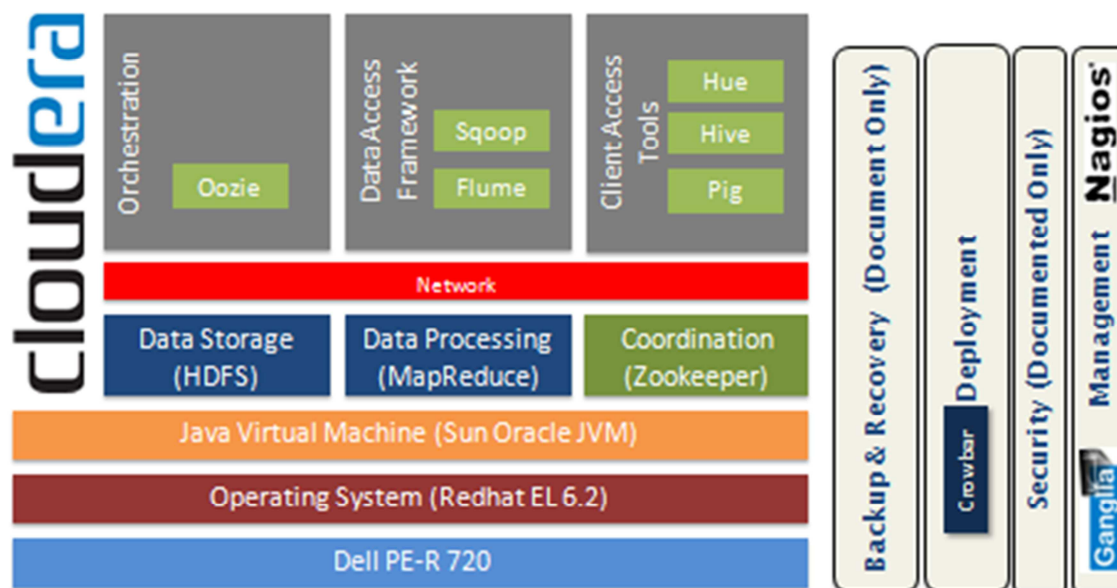 cloudera
Orchestration
Oozie
Data Access
Framework
Sqoop
Flume
Client Access
Tools
Hue
Hive
Pig
Network
Data Storage
(HDFS)
Data Processing
(MapReduce)
Coordination
(Zookeeper)
Java Virtual Machine (Sun Oracle JVM)
Operating System (Redhat EL 6.2)
Dell PE-R 720
Backup & Recovery (Document Only)
Crowbar Deployment
Security (Documented Only)
Ganglia Management Nagios